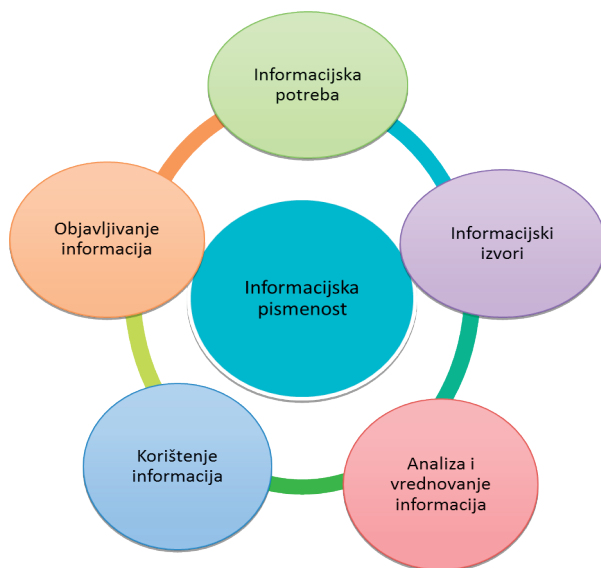 Informacijska
potreba
Informacijski
izvori
Analiza i
vrednovanje
informacija
Korištenje
informacija
Objavljivanje
informacija
Informacijska
pismenost